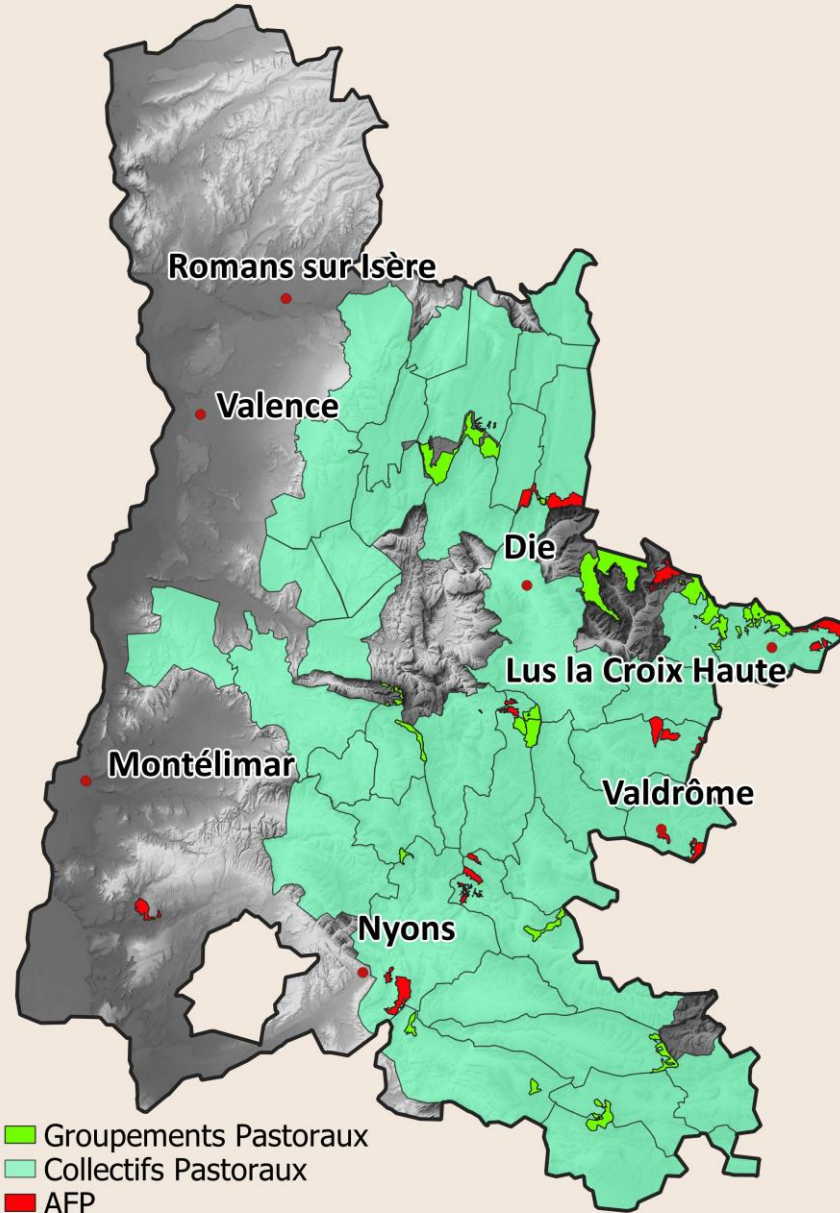 Romans sur Isère
Valence
Die
Lus la Croix Haute
Montélimar
Valdrôme
Nyons
Groupements Pastoraux
Collectifs Pastoraux
AFP